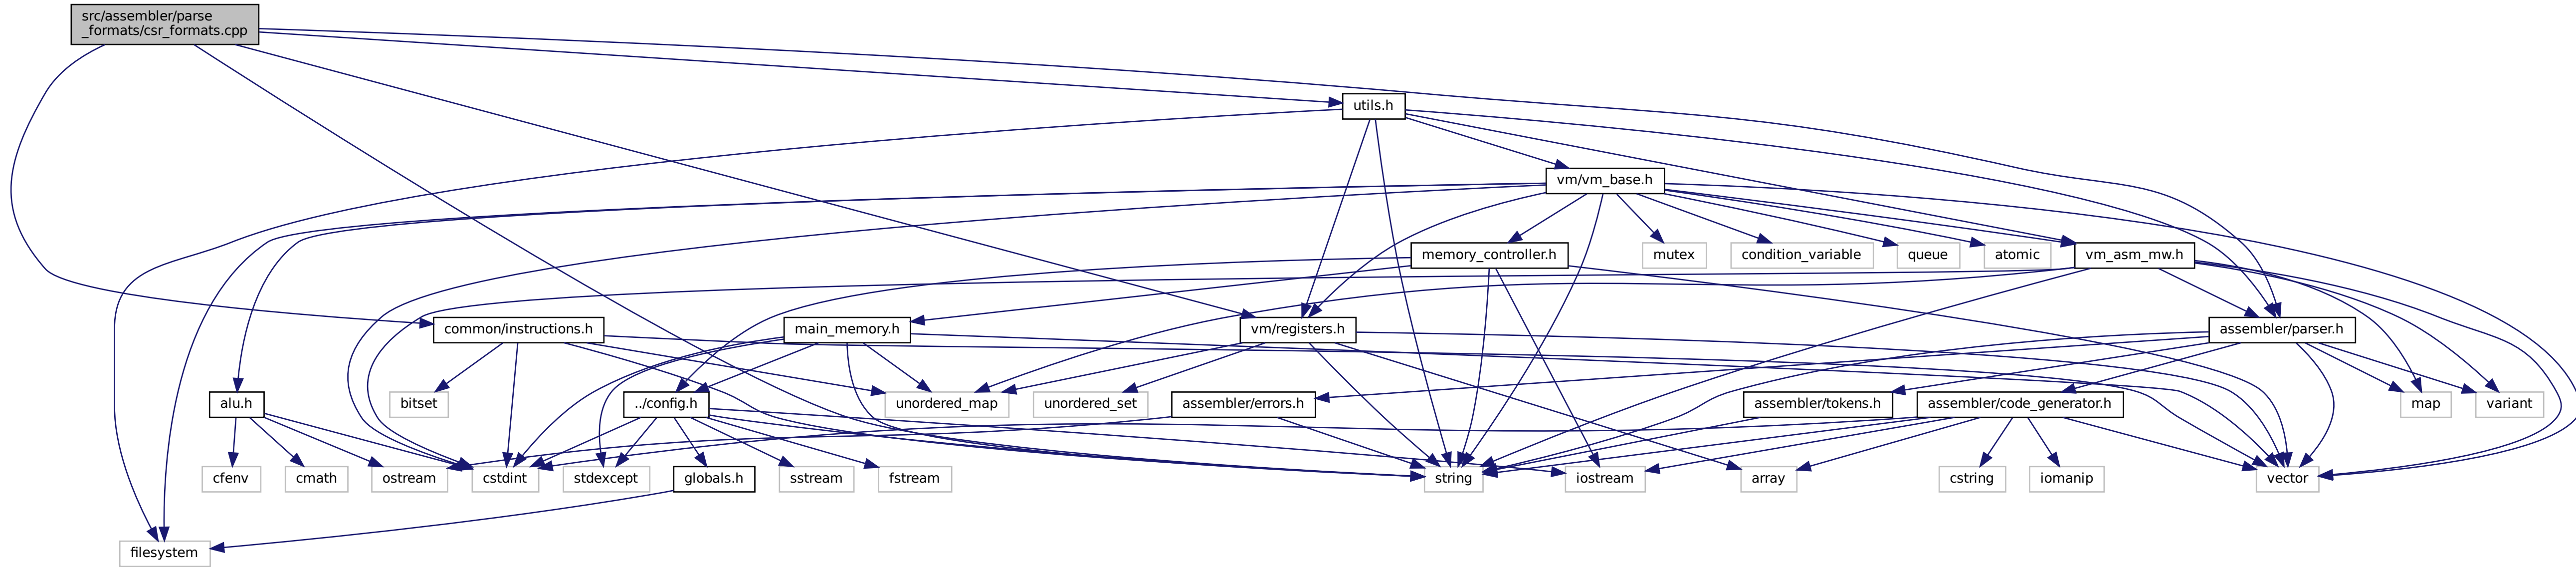 src/assembler/parse
_formats/csr_formats.cpp
utils.h
vm/vm_base.h
memory_controller.h
mutex
condition_variable
queue
atomic
vm_asm_mw.h
common/instructions.h
main_memory.h
vm/registers.h
assembler/parser.h
alu.h
bitset
../config.h
unordered_map
unordered_set
assembler/errors.h
assembler/tokens.h
assembler/code_generator.h
map
variant
cfenv
cmath
ostream
cstdint
stdexcept
globals.h
sstream
fstream
string
iostream
array
cstring
iomanip
vector
filesystem